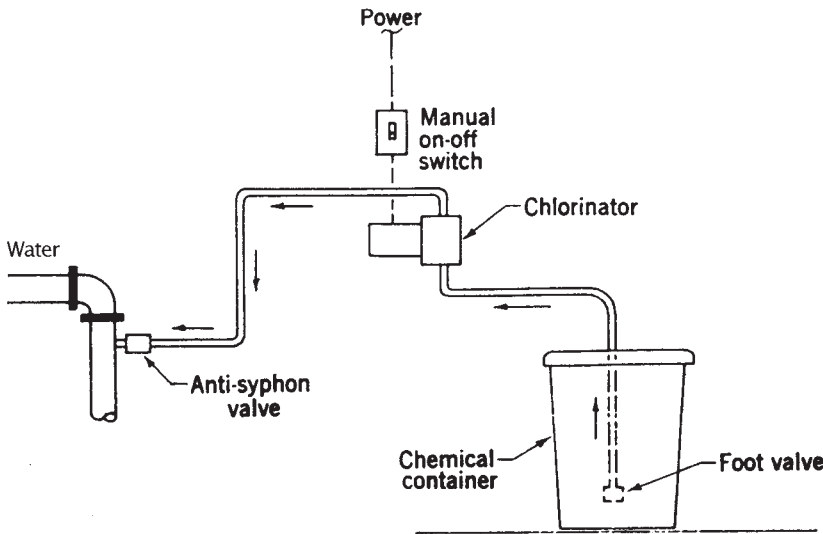 Power
Manual
on-off
switch
Chlorinator
Water
Anti-syphon
valve
Chemical
container
Foot valve